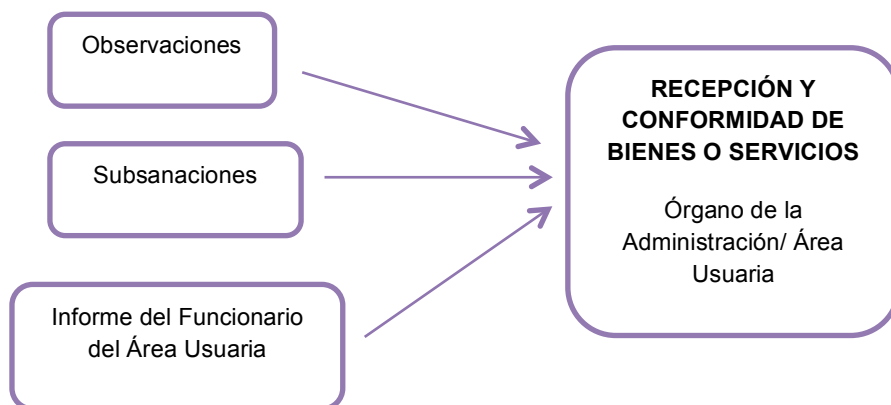 Observaciones
Subsanaciones
Informe del Funcionario
del Área Usuaria
RECEPCIÓN Y
CONFORMIDAD DE
BIENES O SERVICIOS
Órgano de la
Administración/ Área
Usuaria